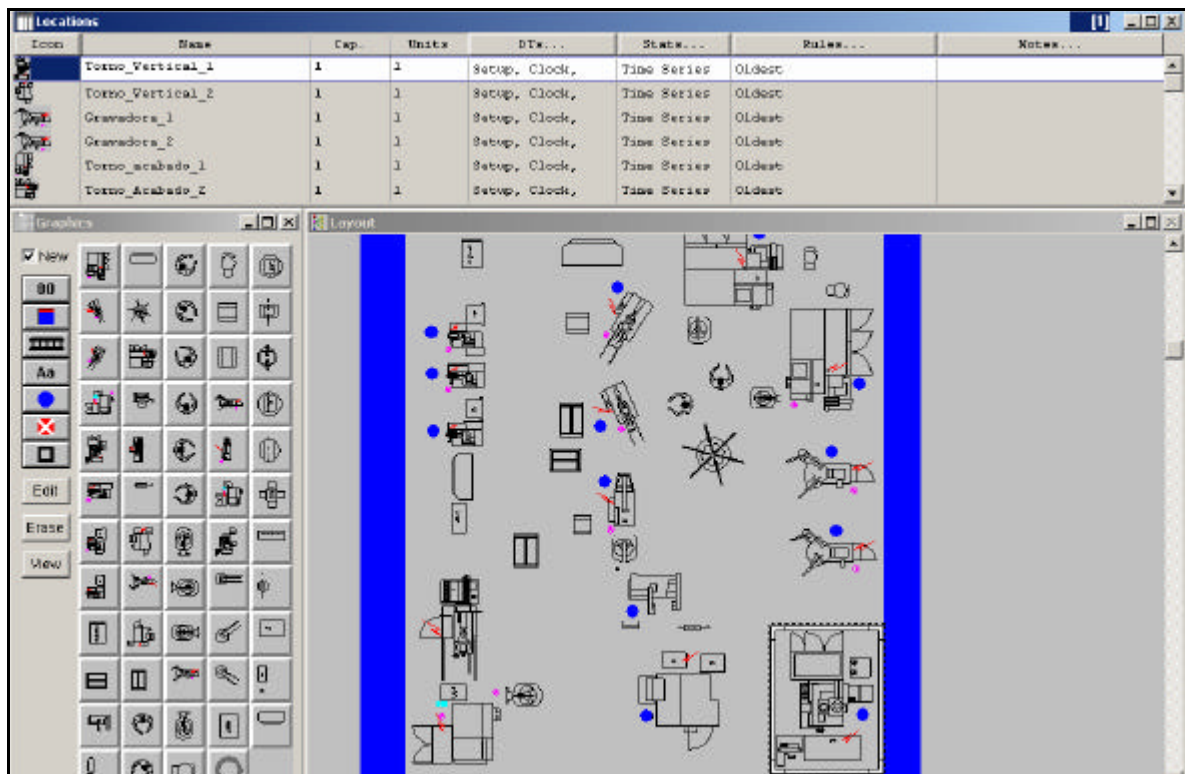 Locations [1]
Icon Name Cap. Units DTs... Stats... Rules... Notes...
Torno_Vertical_1 1 1 Setup, Clock, Time Series Oldest
Torno_Vertical_2 1 1 Setup, Clock, Time Series Oldest
Gravadora_1 1 1 Setup, Clock, Time Series Oldest
Gravadora_2 1 1 Setup, Clock, Time Series Oldest
Torno_acabado_1 1 1 Setup, Clock, Time Series Oldest
Torno_Acabado_2 1 1 Setup, Clock, Time Series Oldest
Graphics Layout
New
Aa
Edit
Erase
View